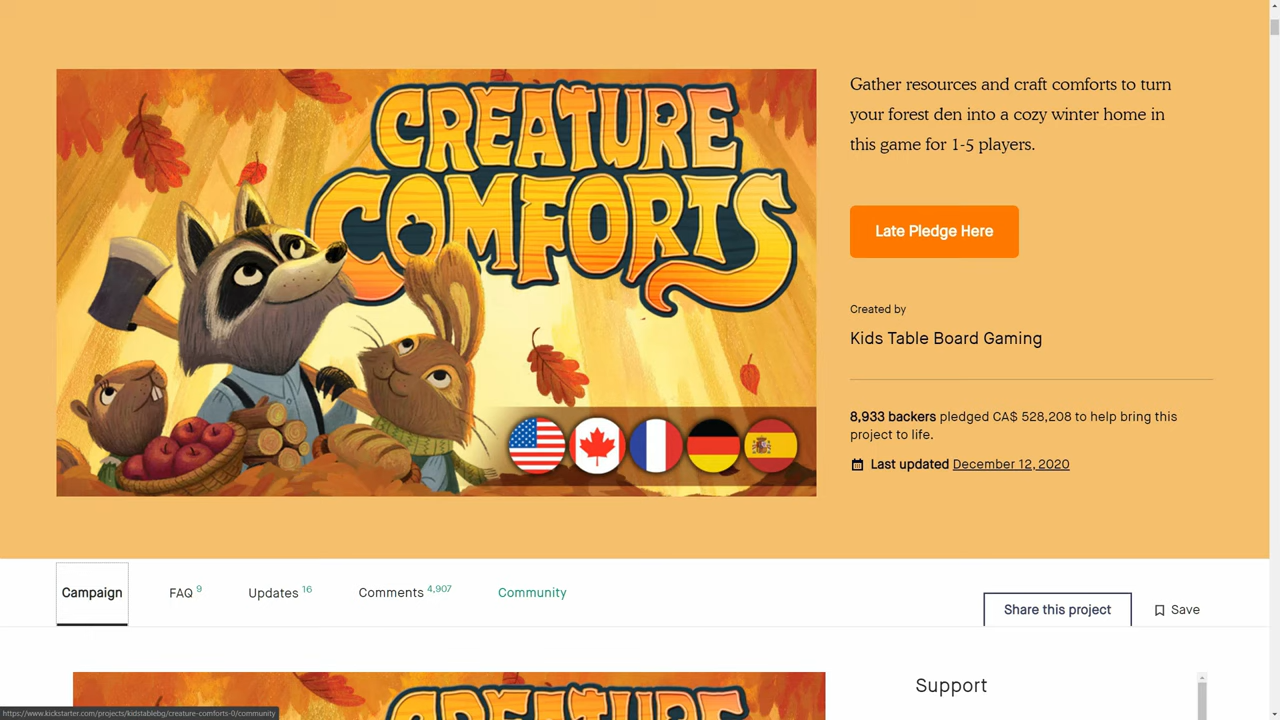 CREATURE
COMFORTS
Gather resources and craft comforts to turn
your forest den into a cozy winter home in
this game for 1-5 players.
Late Pledge Here
Created by
Kids Table Board Gaming
8,933 backers pledged CA$ 528,208 to help bring this
project to life.
Last updated December 12, 2020
Campaign
FAQ 9
Updates 16
Comments 4,907
Community
Share this project
Save
CREATURE
Support
https://www.kickstarter.com/projects/kidstablebg/creature-comforts-0/community